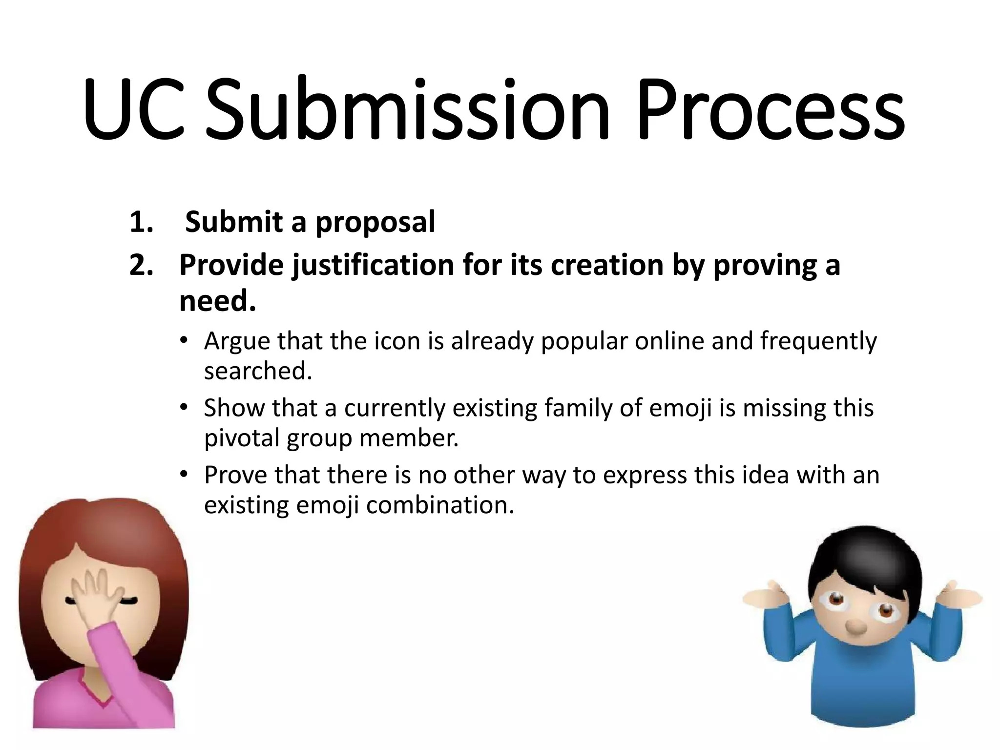 UC Submission Process
1. Submit a proposal
2. Provide justification for its creation by proving a
need.
• Argue that the icon is already popular online and frequently
searched.
• Show that a currently existing family of emoji is missing this
pivotal group member.
• Prove that there is no other way to express this idea with an
existing emoji combination.